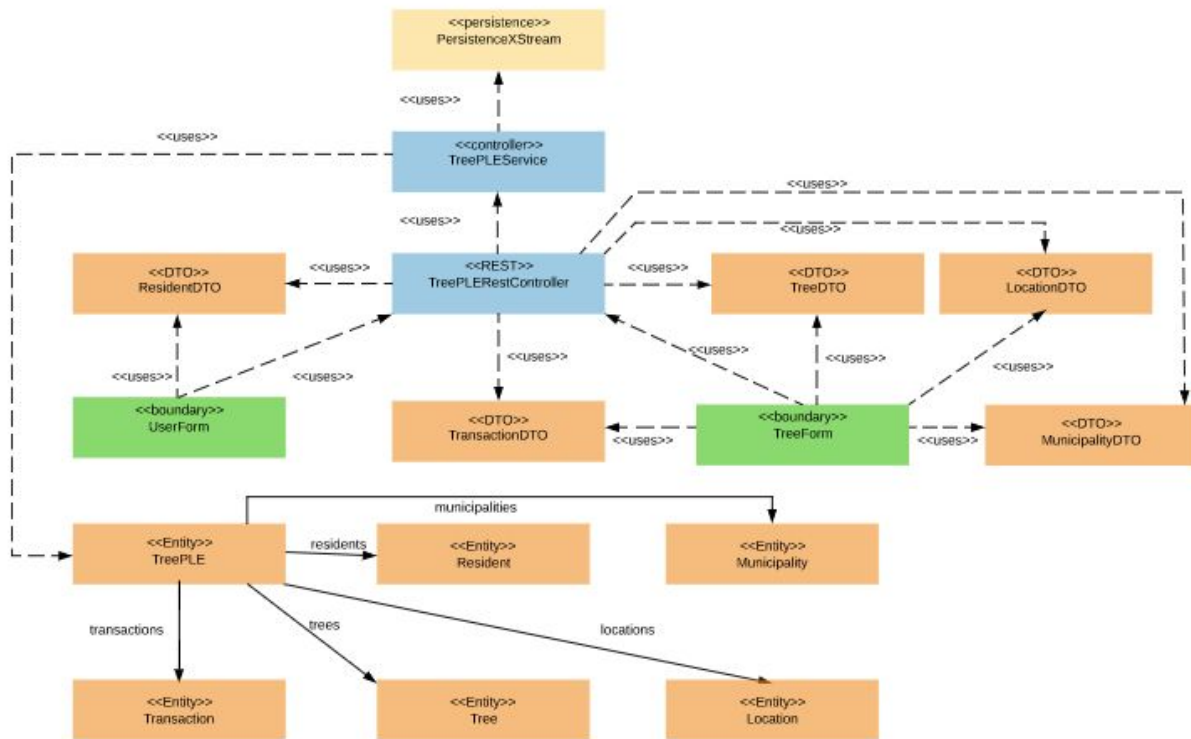 <<persistence>>
PersistenceXStream
<<uses>>
<<uses>>
<<controller>>
TreePLEService
<<uses>>
<<uses>>
<<uses>>
<<DTO>>
ResidentDTO
<<uses>>
<<REST>>
TreePLERestController
<<uses>>
<<DTO>>
TreeDTO
<<DTO>>
LocationDTO
<<uses>>
<<uses>>
<<uses>>
<<uses>>
<<uses>>
<<uses>>
<<boundary>>
UserForm
<<DTO>>
TransactionDTO
<<uses>>
<<boundary>>
TreeForm
<<uses>>
<<DTO>>
MunicipalityDTO
municipalities
<<Entity>>
TreePLE
residents
<<Entity>>
Resident
<<Entity>>
Municipality
transactions
trees
locations
<<Entity>>
Transaction
<<Entity>>
Tree
<<Entity>>
Location